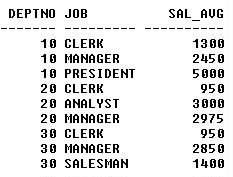 DEPTNO JOB SAL_AVG
------- --------- --------
10 CLERK 1300
10 MANAGER 2450
10 PRESIDENT 5000
20 CLERK 950
20 ANALYST 3000
20 MANAGER 2975
30 CLERK 950
30 MANAGER 2850
30 SALESMAN 1400